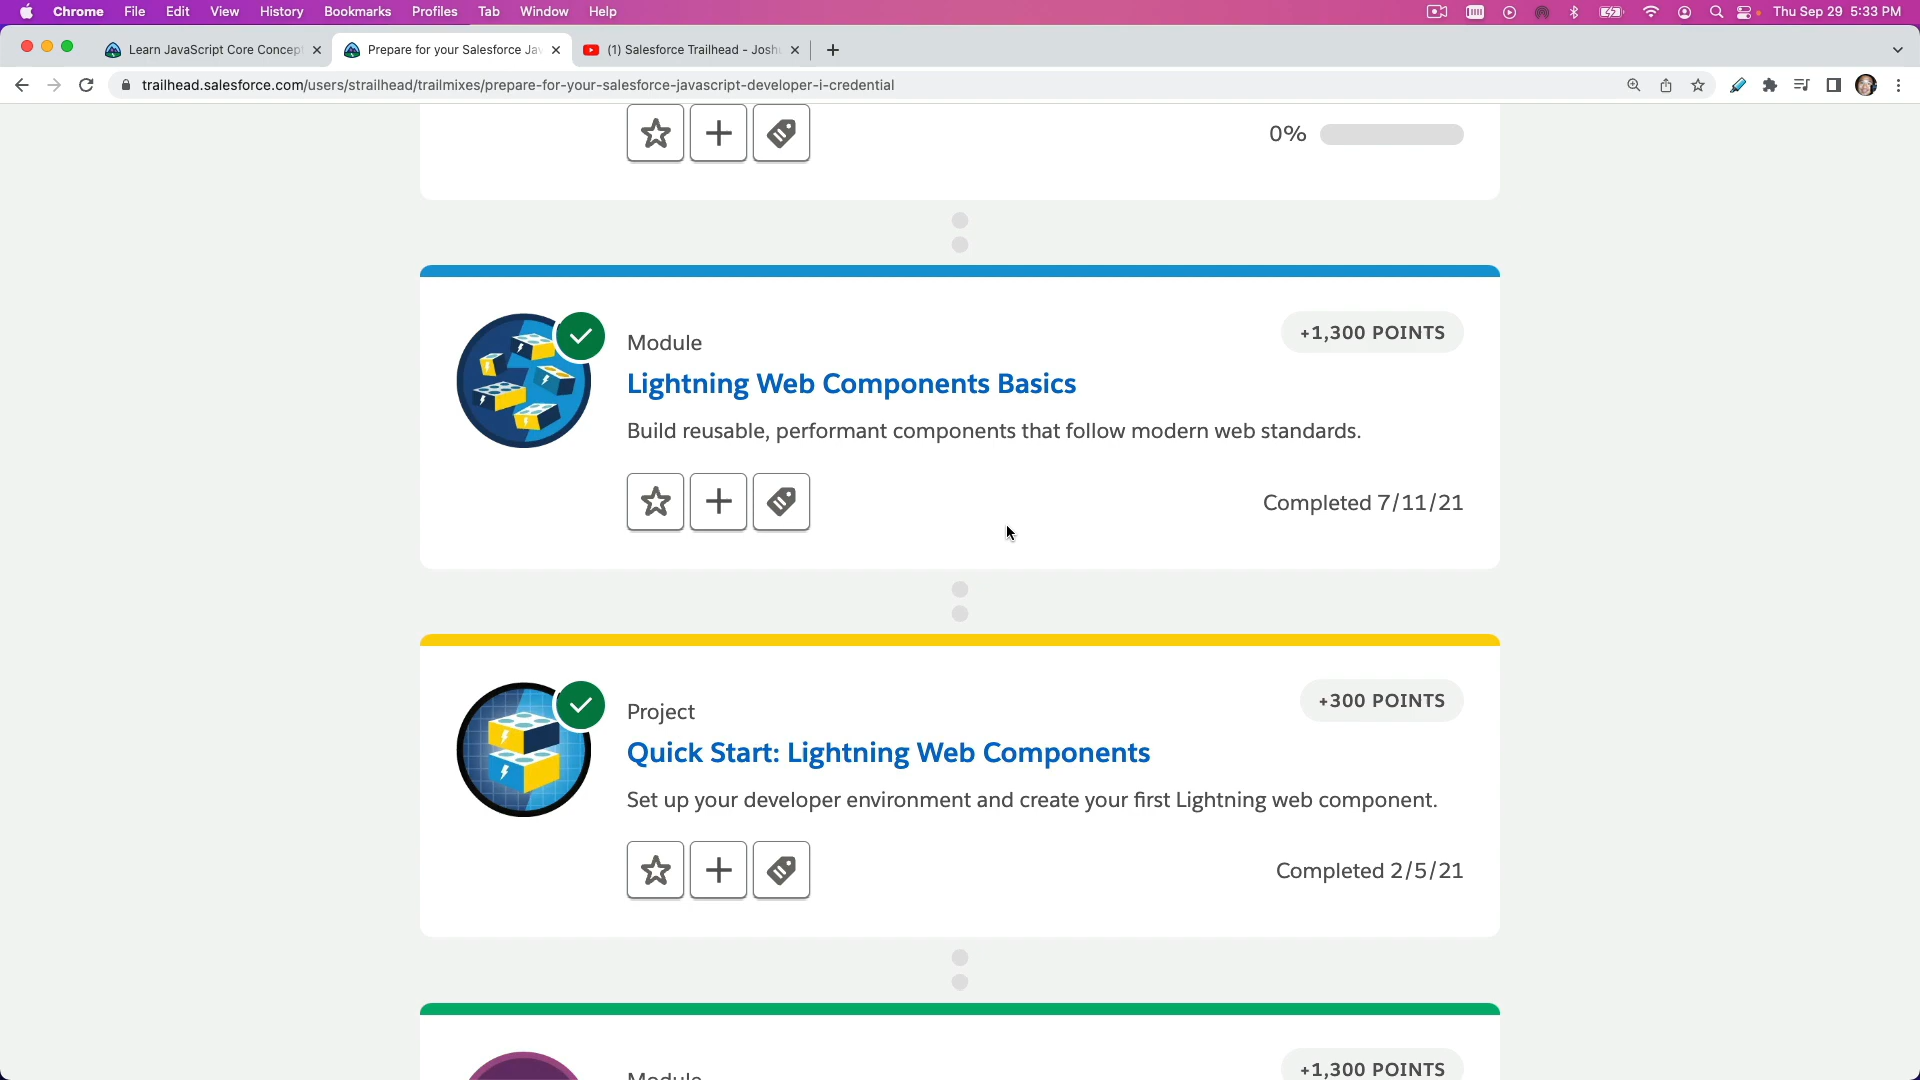 Chrome File Edit View History Bookmarks Profiles Tab Window Help Thu Sep 29 5:33 PM
Learn JavaScript Core Concep Prepare for your Salesforce Jav (1) Salesforce Trailhead - Josh
trailhead.salesforce.com/users/strailhead/trailmixes/prepare-for-your-salesforce-javascript-developer-i-credential
0%
+1,300 POINTS
Module
Lightning Web Components Basics
Build reusable, performant components that follow modern web standards.
Completed 7/11/21
+300 POINTS
Project
Quick Start: Lightning Web Components
Set up your developer environment and create your first Lightning web component.
Completed 2/5/21
+1,300 POINTS
Module